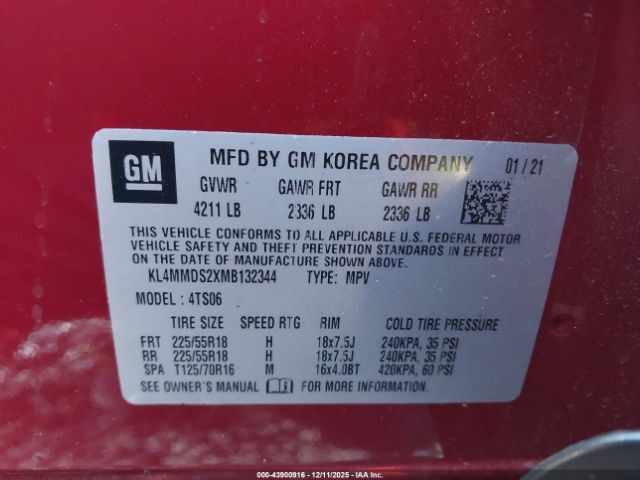 GM MFD BY GM KOREA COMPANY 01 / 21
GVWR GAWR FRT GAWR RR
4211 LB 2336 LB 2336 LB
THIS VEHICLE CONFORMS TO ALL APPLICABLE U.S. FEDERAL MOTOR
VEHICLE SAFETY AND THEFT PREVENTION STANDARDS IN EFFECT ON
THE DATE OF MANUFACTURE SHOWN ABOVE.
KL4MMDS2XMB132344 TYPE: MPV
MODEL : 4TS06
TIRE SIZE SPEED RTG RIM COLD TIRE PRESSURE
FRT 225/55R18 H 18x7.5J 240KPA, 35 PSI
RR 225/55R18 H 18x7.5J 240KPA, 35 PSI
SPA T125/70R16 M 16x4.0BT 420KPA, 60 PSI
SEE OWNER'S MANUAL FOR MORE INFORMATION
000-43900916 - 12/11/2025 - IAA Inc.